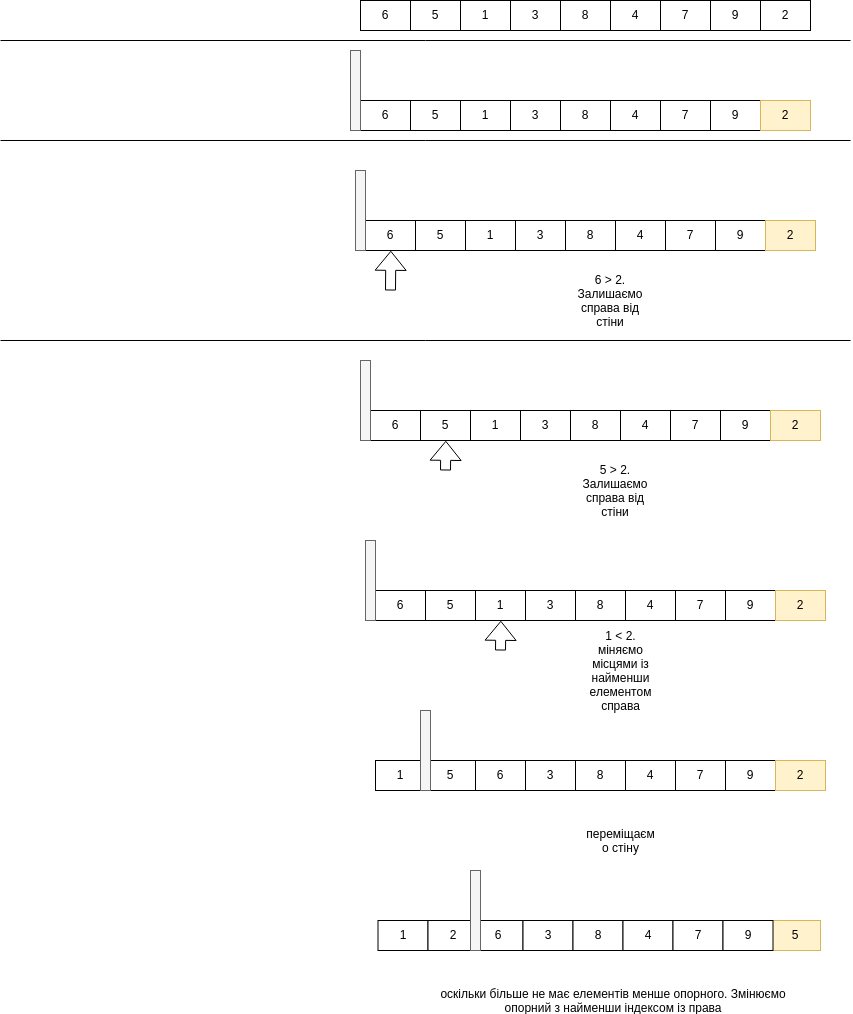 6 5 1 3 8 4 7 9 2
6 5 1 3 8 4 7 9 2
6 5 1 3 8 4 7 9 2
6 > 2.
Залишаємо
справа від
стіни
6 5 1 3 8 4 7 9 2
5 > 2.
Залишаємо
справа від
стіни
6 5 1 3 8 4 7 9 2
1 < 2.
міняємо
місцями із
найменши
елементом
справа
1 5 6 3 8 4 7 9 2
переміщаєм
о стіну
1 2 6 3 8 4 7 9 5
оскільки більше не має елементів менше опорного. Змінюємо
опорний з найменши індексом із права